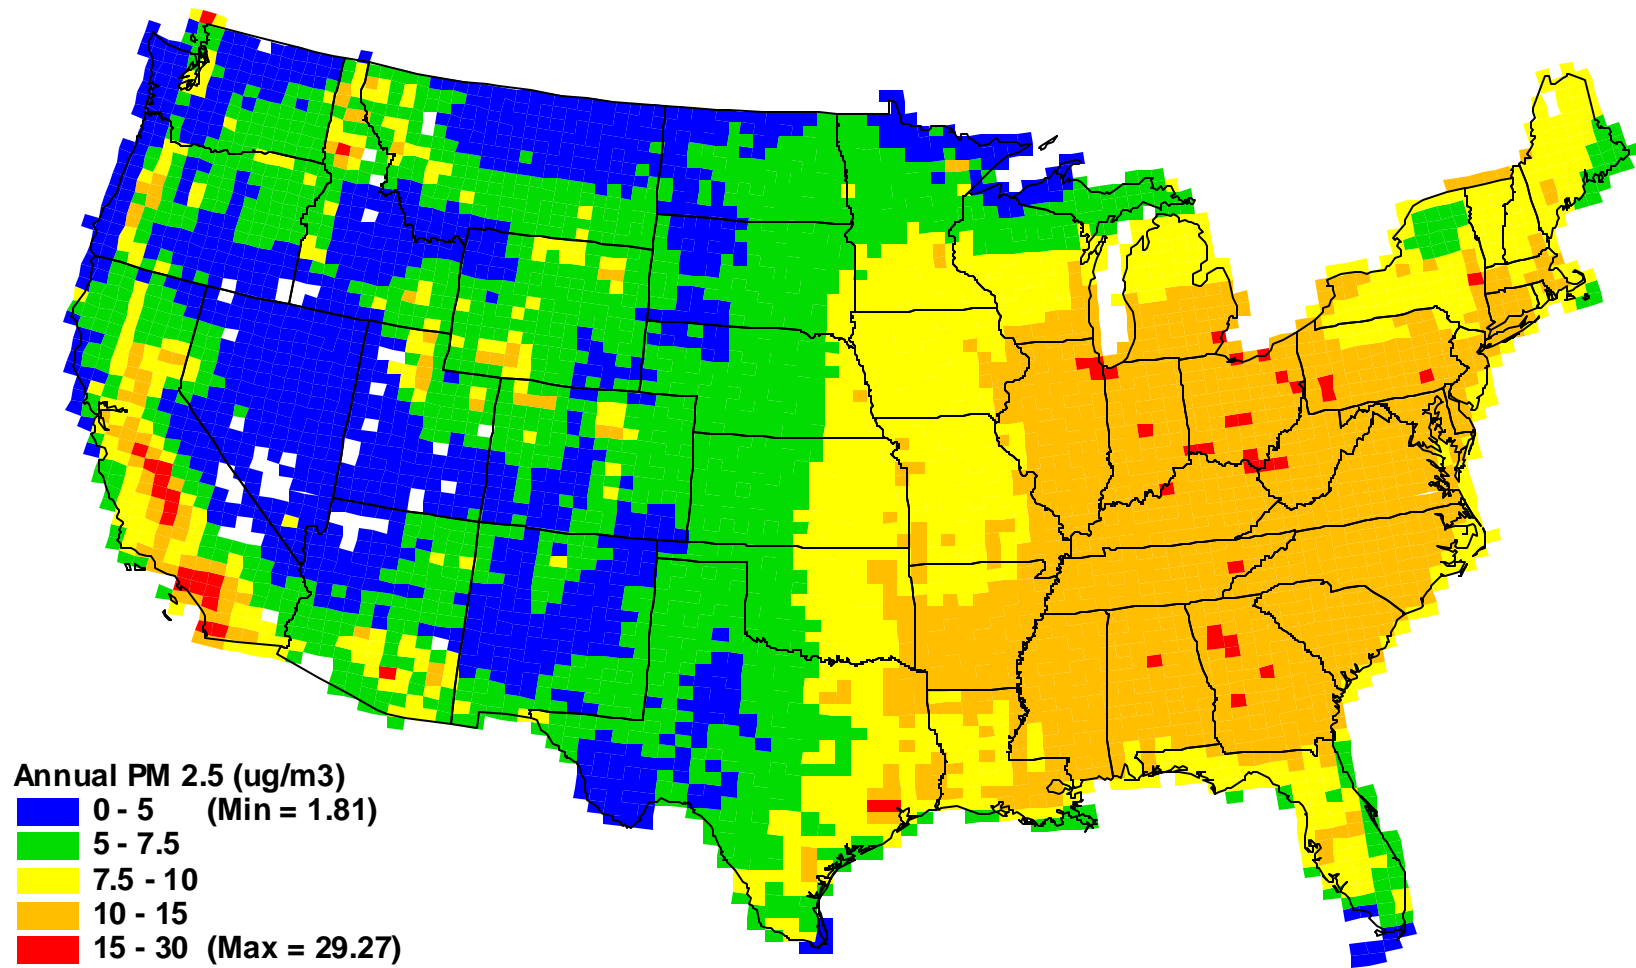 Annual PM 2.5 (ug/m3)
0 - 5 (Min = 1.81)
5 - 7.5
7.5 - 10
10 - 15
15 - 30 (Max = 29.27)